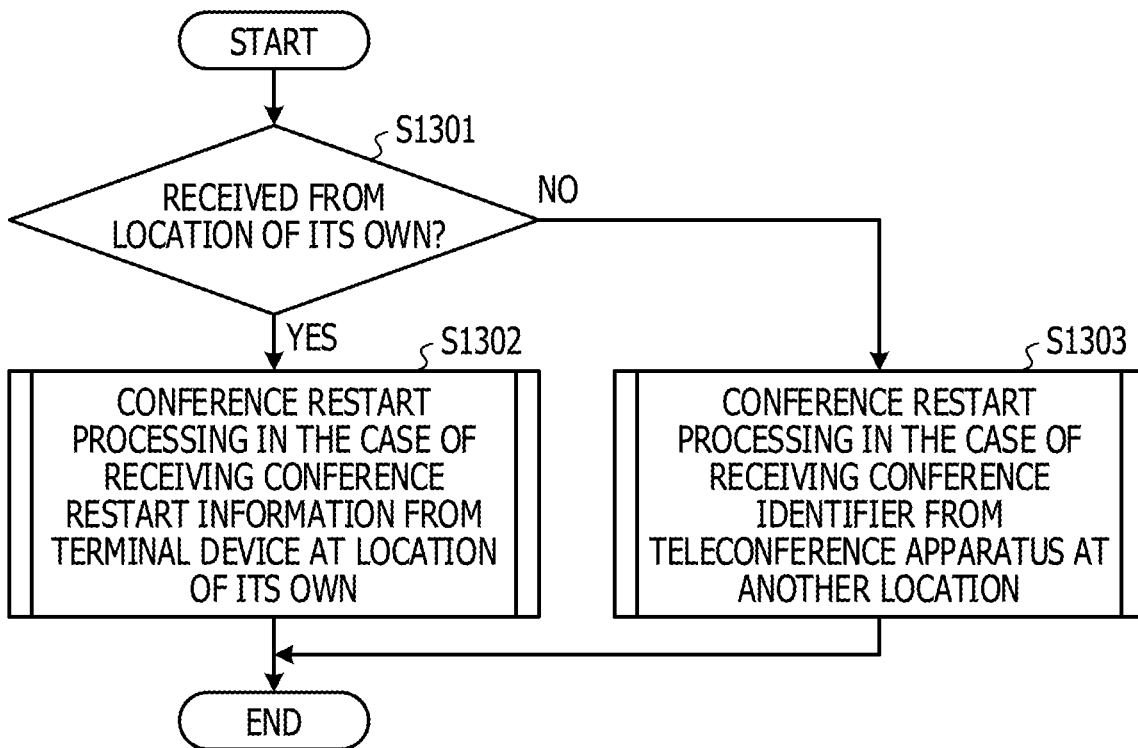 START
S1301
RECEIVED FROM
LOCATION OF ITS OWN?
NO
YES
S1302
CONFERENCE RESTART
PROCESSING IN THE CASE OF
RECEIVING CONFERENCE
RESTART INFORMATION FROM
TERMINAL DEVICE AT LOCATION
OF ITS OWN
S1303
CONFERENCE RESTART
PROCESSING IN THE CASE OF
RECEIVING CONFERENCE
IDENTIFIER FROM
TELECONFERENCE APPARATUS AT
ANOTHER LOCATION
END